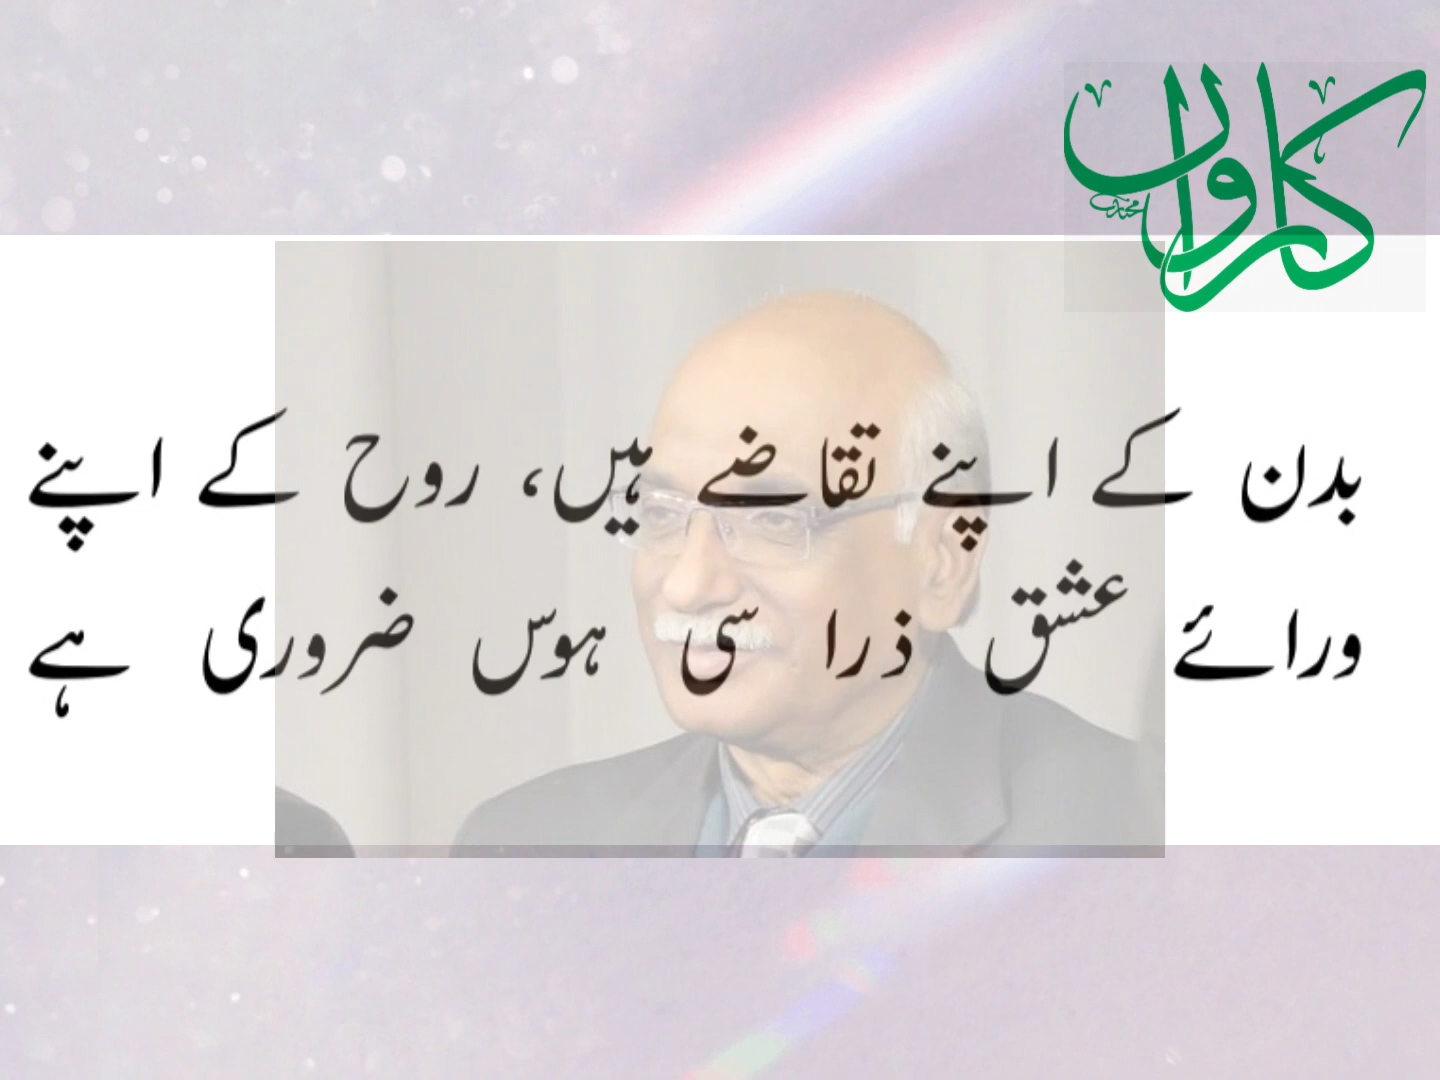 کارواں
بدن کے اپنے تقاضے ہیں، روح کے اپنے
ورائے عشق ذرا سی ہوس ضروری ہے